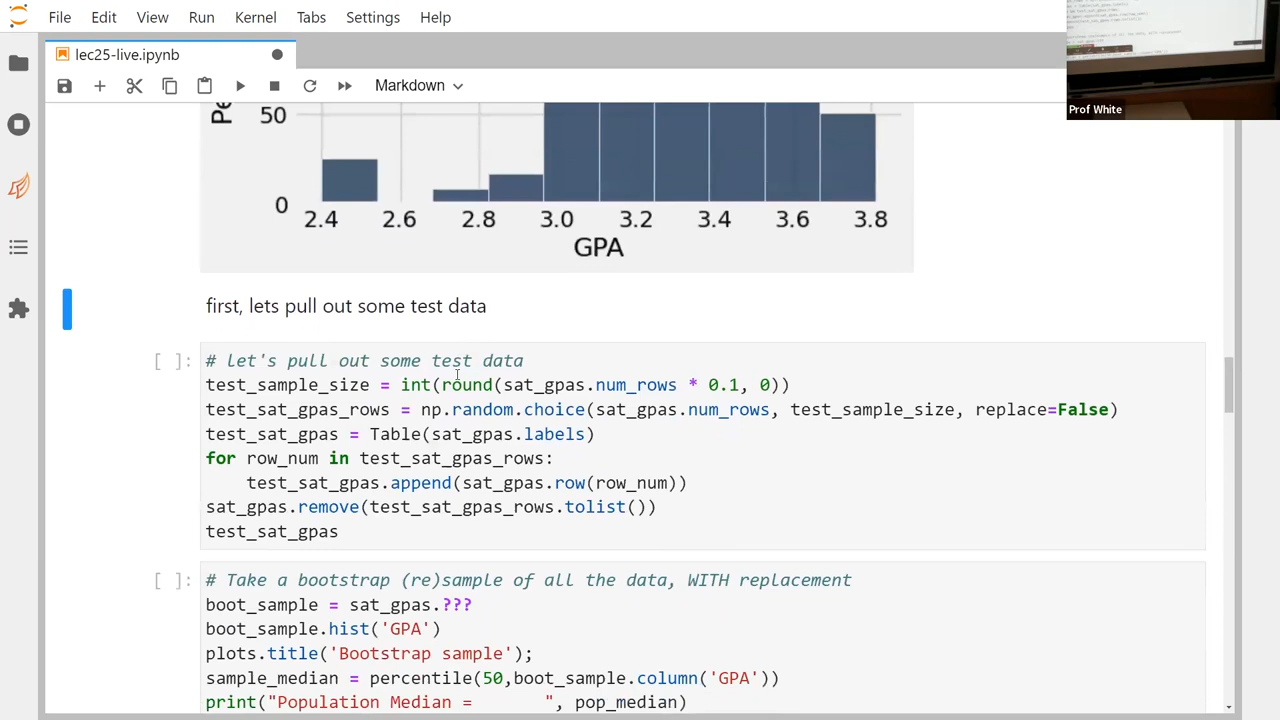 File Edit View Run Kernel Tabs Settings Help
lec25-live.ipynb
Markdown
Prof White
Pe
50
0
2.4 2.6 2.8 3.0 3.2 3.4 3.6 3.8
GPA
first, lets pull out some test data
[ ]: # let's pull out some test data
test_sample_size = int(round(sat_gpas.num_rows * 0.1, 0))
test_sat_gpas_rows = np.random.choice(sat_gpas.num_rows, test_sample_size, replace=False)
test_sat_gpas = Table(sat_gpas.labels)
for row_num in test_sat_gpas_rows:
test_sat_gpas.append(sat_gpas.row(row_num))
sat_gpas.remove(test_sat_gpas_rows.tolist())
test_sat_gpas
[ ]: # Take a bootstrap (re)sample of all the data, WITH replacement
boot_sample = sat_gpas.???
boot_sample.hist('GPA')
plots.title('Bootstrap sample');
sample_median = percentile(50,boot_sample.column('GPA'))
print("Population Median =       ", pop_median)